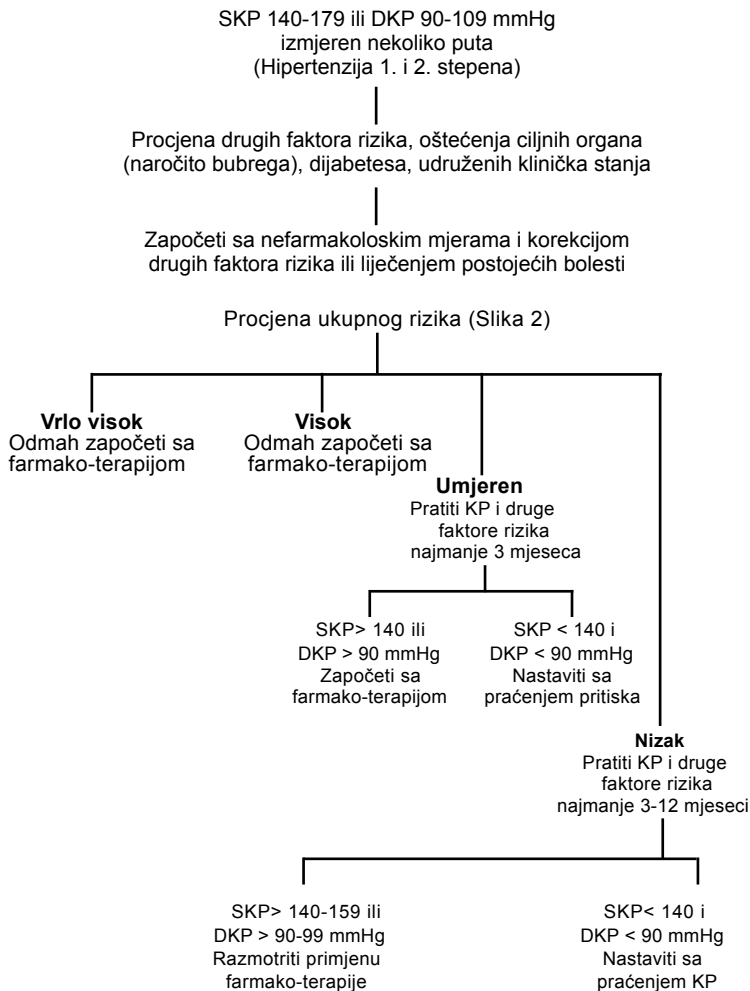 SKP 140-179 ili DKP 90-109 mmHg
izmjeren nekoliko puta
(Hipertenzija 1. i 2. stepena)
Procjena drugih faktora rizika, oštećenja ciljnih organa
(naročito bubrega), dijabetesa, udruženih klinička stanja
Započeti sa nefarmakoloskim mjerama i korekcijom
drugih faktora rizika ili liječenjem postojećih bolesti
Procjena ukupnog rizika (Slika 2)
Vrlo visok
Odmah započeti sa
farmako-terapijom
Visok
Odmah započeti sa
farmako-terapijom
Umjeren
Pratiti KP i druge
faktore rizika
najmanje 3 mjeseca
SKP> 140 ili
DKP > 90 mmHg
Započeti sa
farmako-terapijom
SKP < 140 i
DKP < 90 mmHg
Nastaviti sa
praćenjem pritiska
Nizak
Pratiti KP i druge
faktore rizika
najmanje 3-12 mjeseci
SKP> 140-159 ili
DKP > 90-99 mmHg
Razmotriti primjenu
farmako-terapije
SKP< 140 i
DKP < 90 mmHg
Nastaviti sa
praćenjem KP